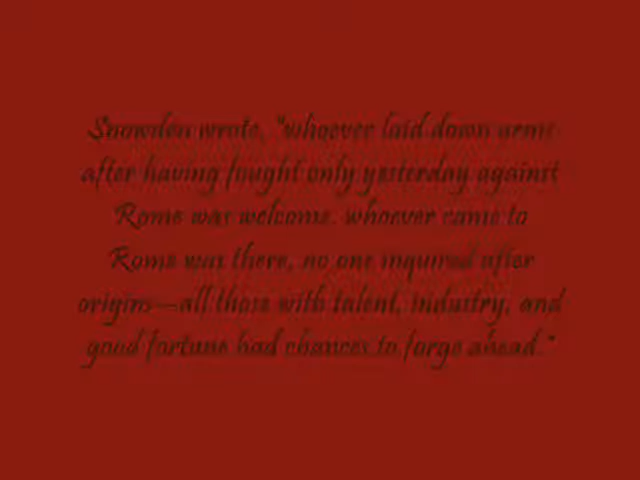 Snowden wrote, "whoever laid down arms
after having fought only yesterday against
Rome was welcome. whoever came to
Rome was there, no one inquired after
origins—all those with talent, industry, and
good fortune had chances to forge ahead."